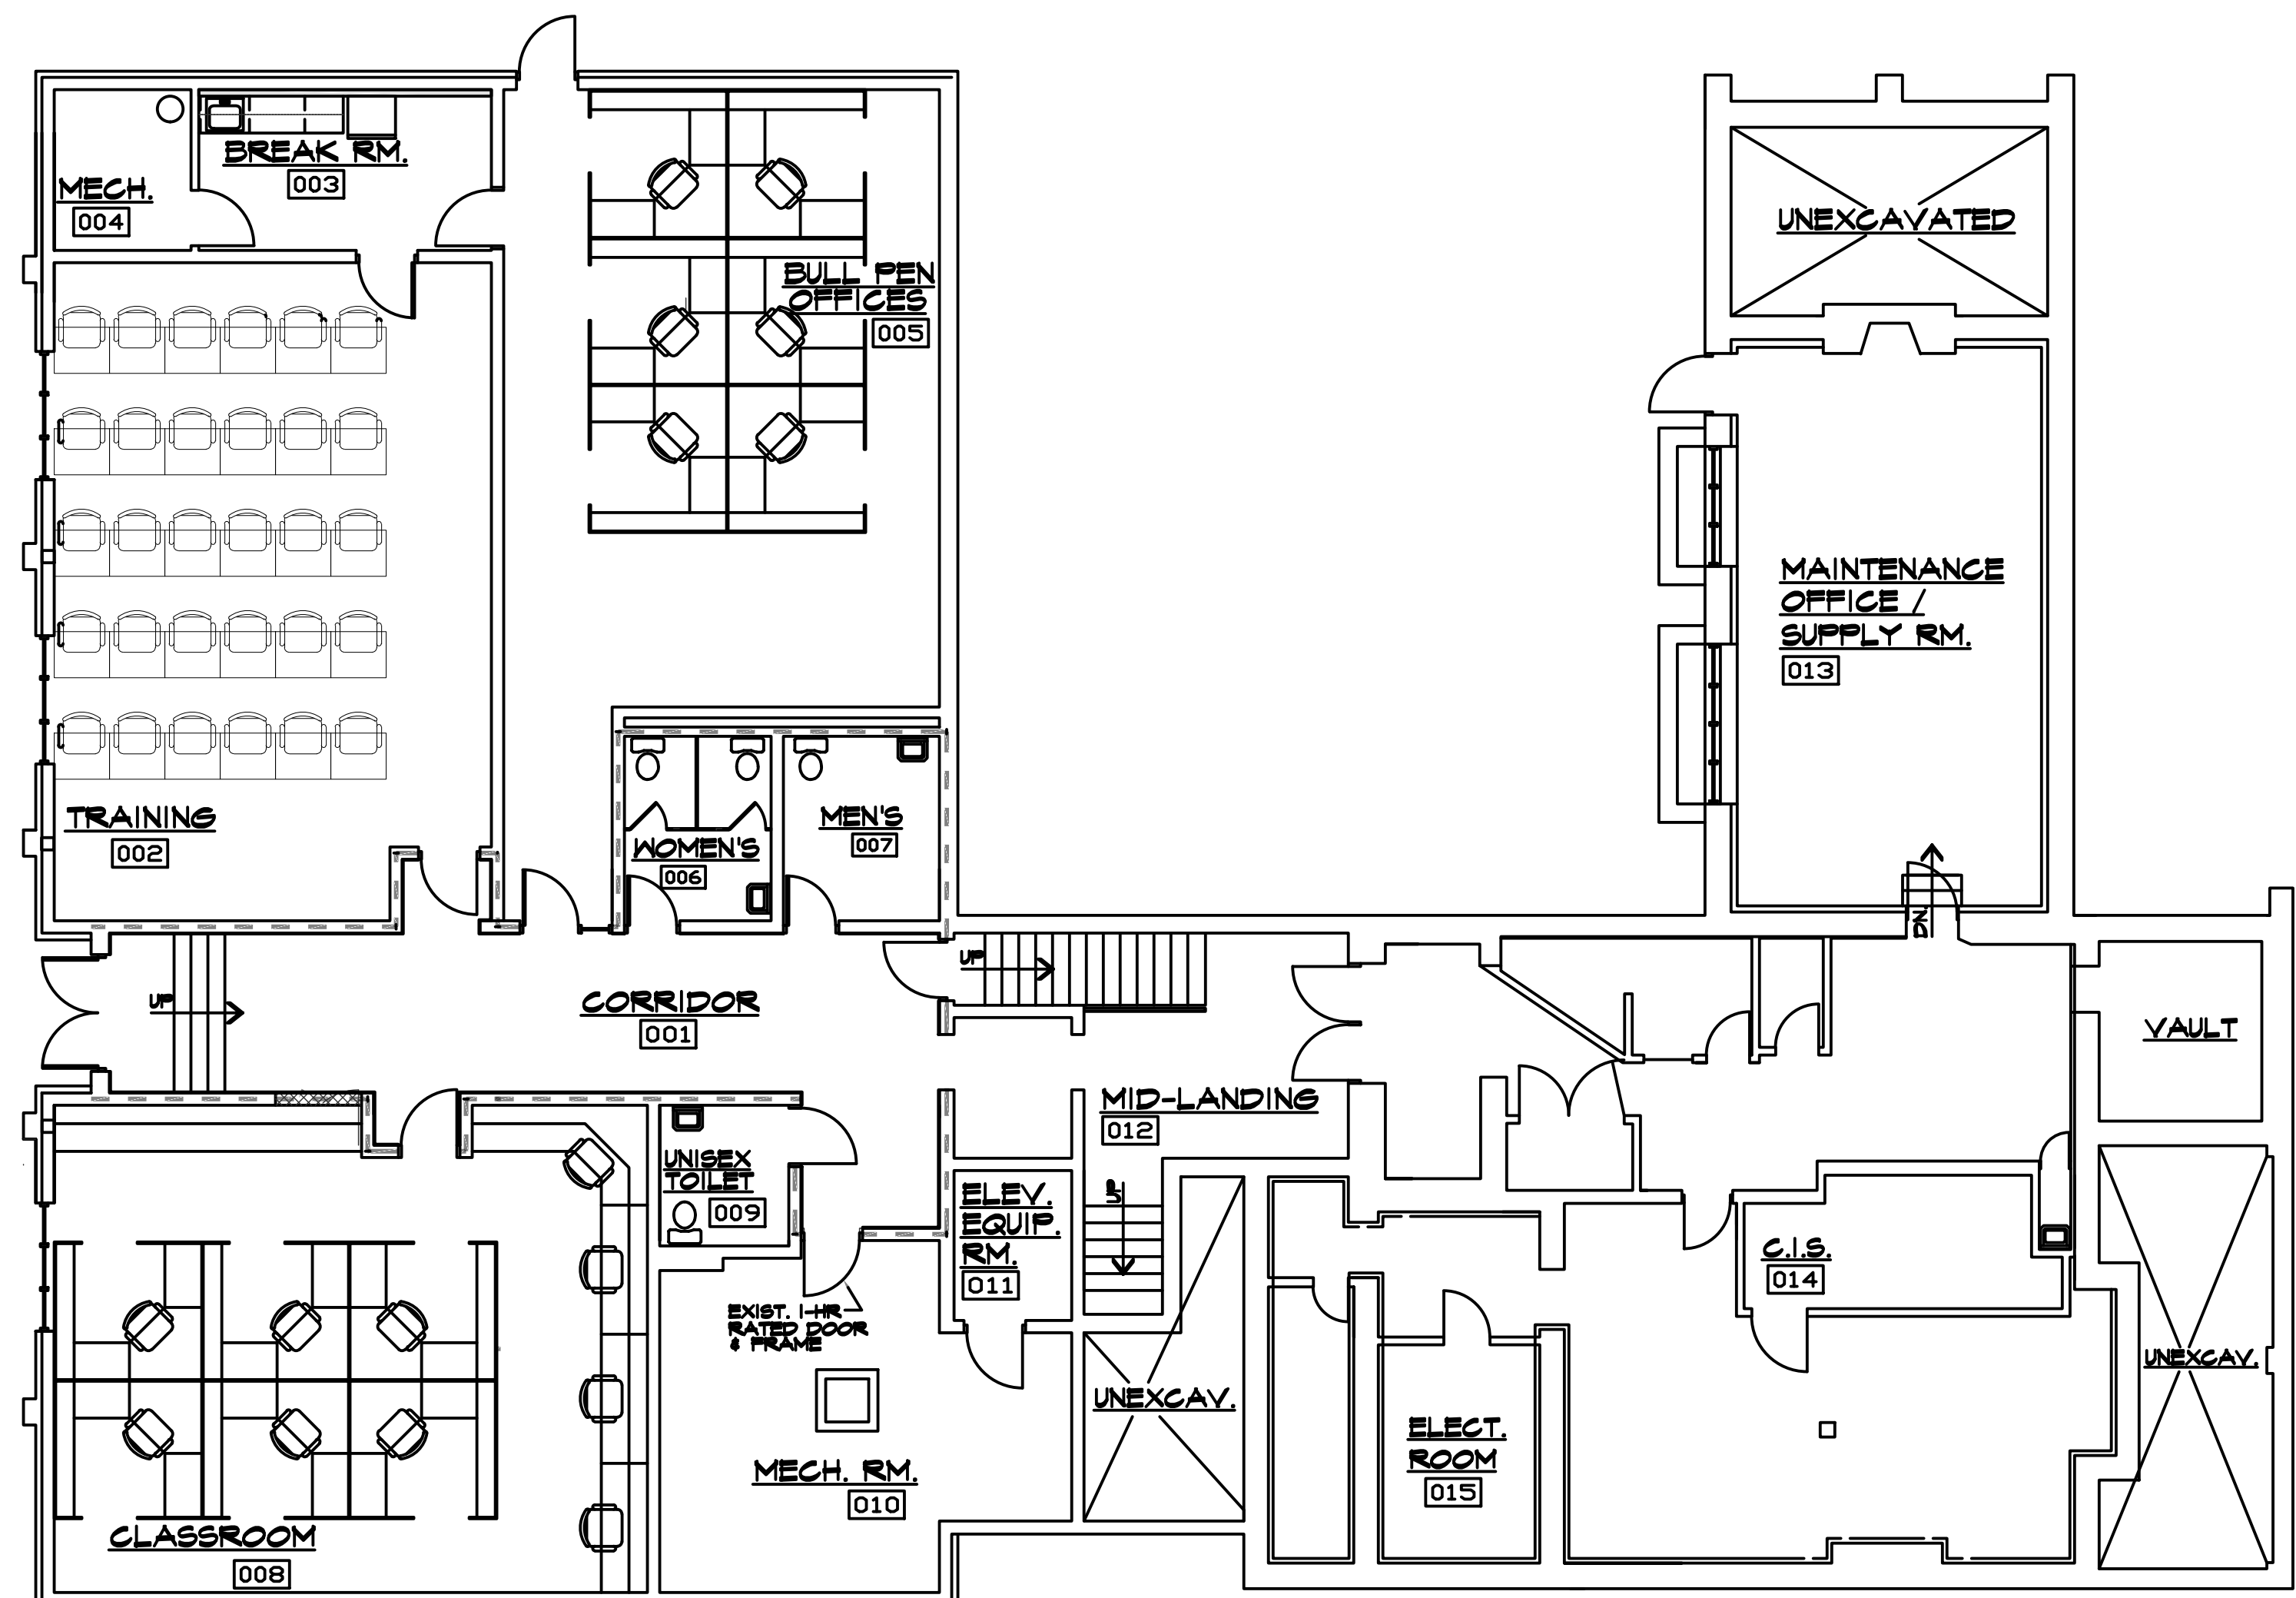 BREAK RM.
003
MECH.
004
BULL PEN
OFFICES
005
UNEXCAVATED
MAINTENANCE
OFFICE /
SUPPLY RM.
013
TRAINING
002
MEN'S
007
WOMEN'S
006
DN.
UP
UP
CORRIDOR
001
VAULT
MID-LANDING
012
UNISEX
TOILET
009
ELEV.
EQUIP.
RM.
011
UP
C.I.S.
014
EXIST. 1-HR
RATED DOOR
& FRAME
UNEXCAV.
UNEXCAV.
ELECT.
ROOM
015
MECH. RM.
010
CLASSROOM
008